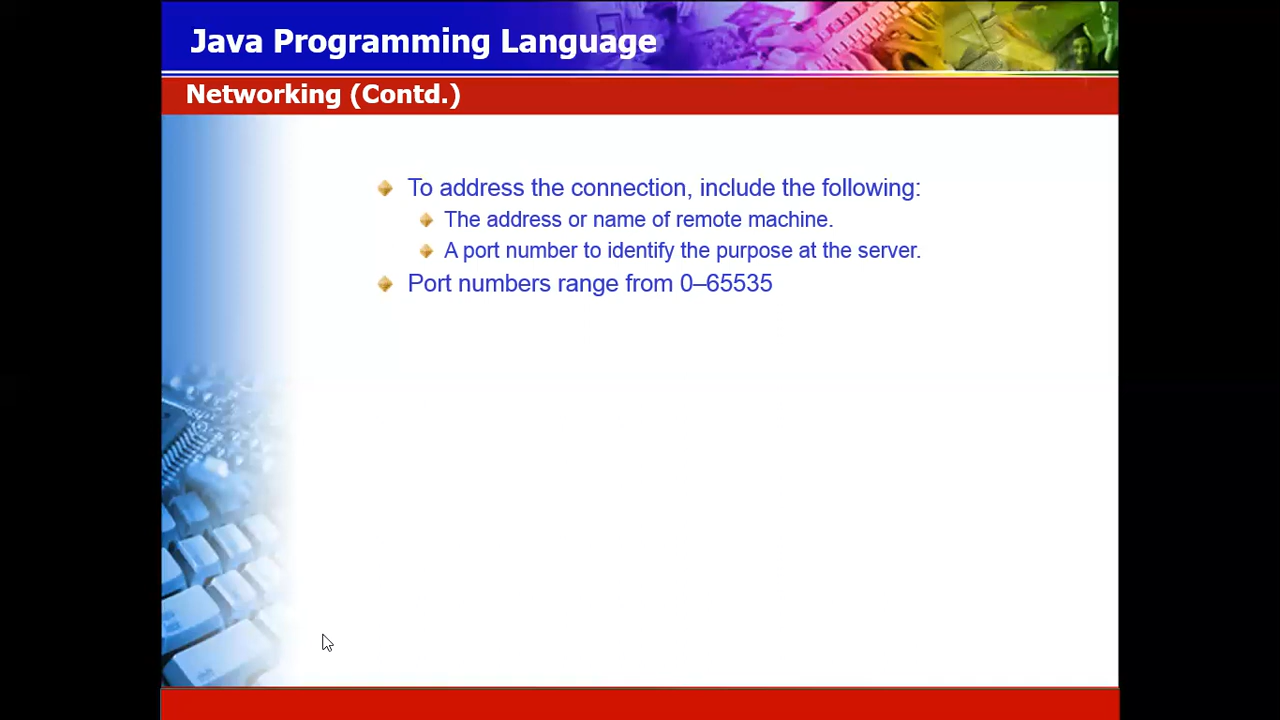 Java Programming Language
Networking (Contd.)
To address the connection, include the following:
The address or name of remote machine.
A port number to identify the purpose at the server.
Port numbers range from 0–65535